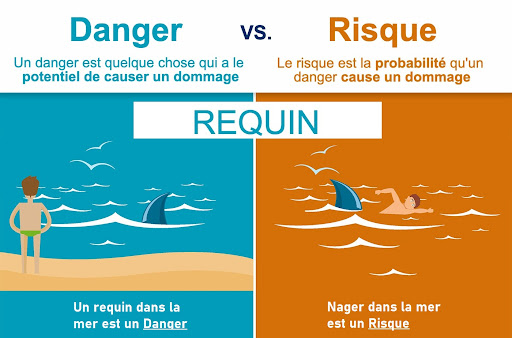 Danger
vs.
Risque
Un danger est quelque chose qui a le
potentiel de causer un dommage
Le risque est la probabilité qu'un
danger cause un dommage
REQUIN
Un requin dans la
mer est un Danger
Nager dans la mer
est un Risque